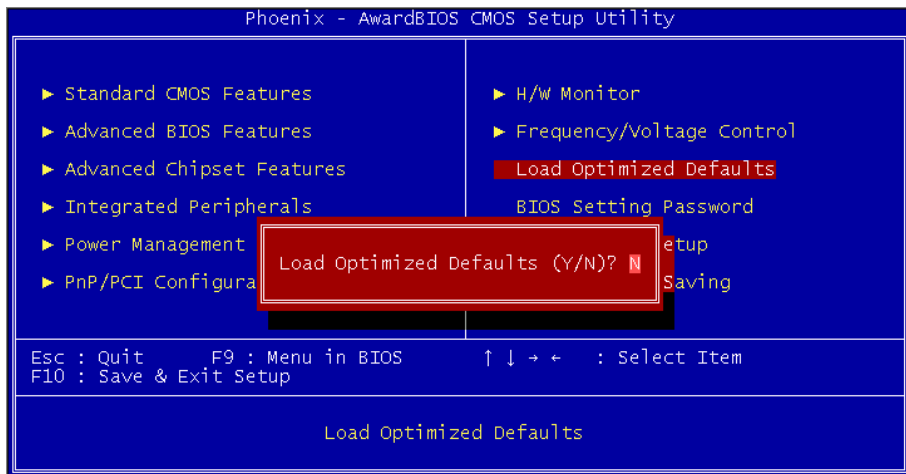 Phoenix - AwardBIOS CMOS Setup Utility
► Standard CMOS Features
► Advanced BIOS Features
► Advanced Chipset Features
► Integrated Peripherals
► Power Management
► PnP/PCI Configura
► H/W Monitor
► Frequency/Voltage Control
Load Optimized Defaults
BIOS Setting Password
etup
Saving
Load Optimized Defaults (Y/N)? N
Esc : Quit F9 : Menu in BIOS ↑ ↓ → ← : Select Item
F10 : Save & Exit Setup
Load Optimized Defaults